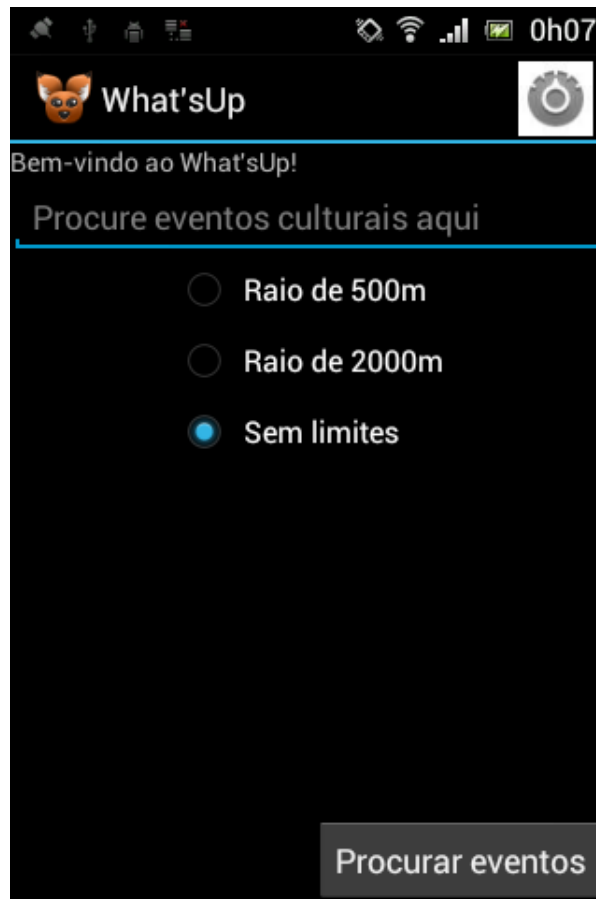 0h07
What'sUp
Bem-vindo ao What'sUp!
Procure eventos culturais aqui
Raio de 500m
Raio de 2000m
Sem limites
Procurar eventos